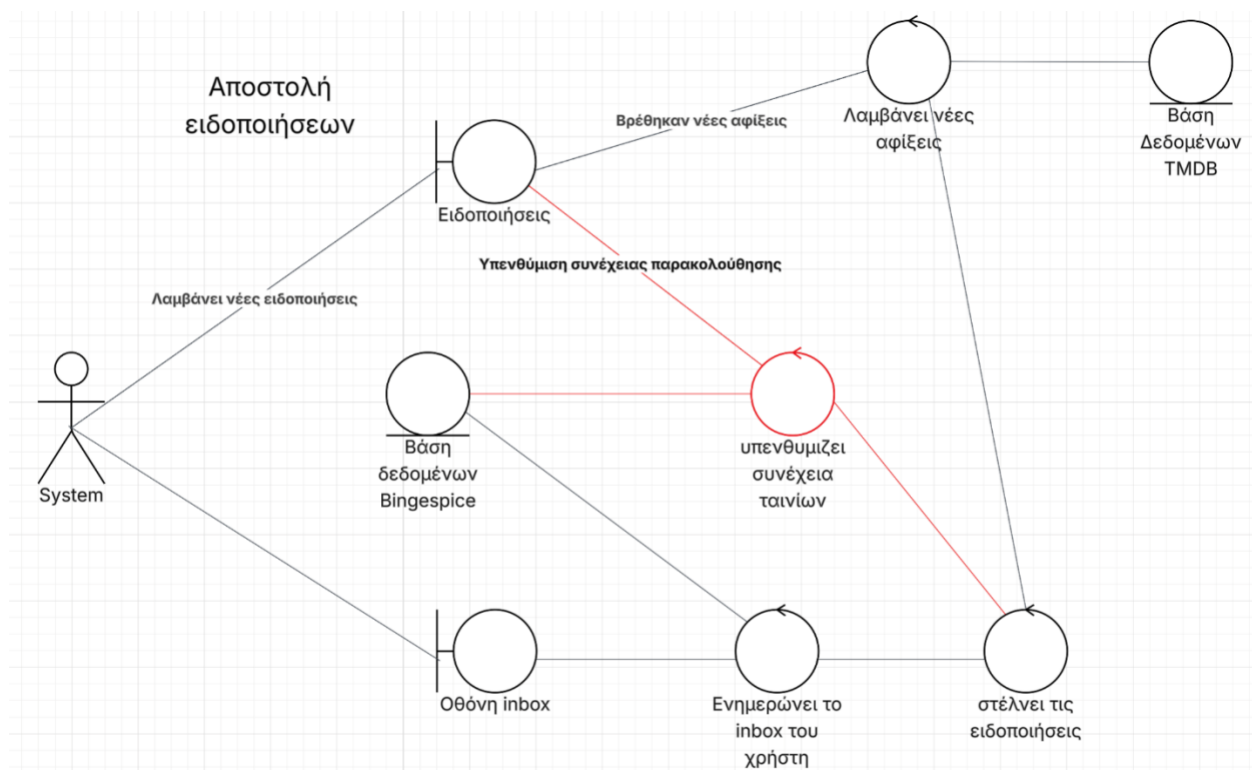 Αποστολή
ειδοποιήσεων
Βρέθηκαν νέες αφίξεις
Λαμβάνει νέες
αφίξεις
Βάση
Δεδομένων
TMDB
Ειδοποιήσεις
Υπενθύμιση συνέχειας παρακολούθησης
Λαμβάνει νέες ειδοποιήσεις
System
Βάση
δεδομένων
Bingespice
υπενθυμιζει
συνέχεια
ταινίων
Οθόνη inbox
Ενημερώνει το
inbox του
χρήστη
στέλνει τις
ειδοποιήσεις